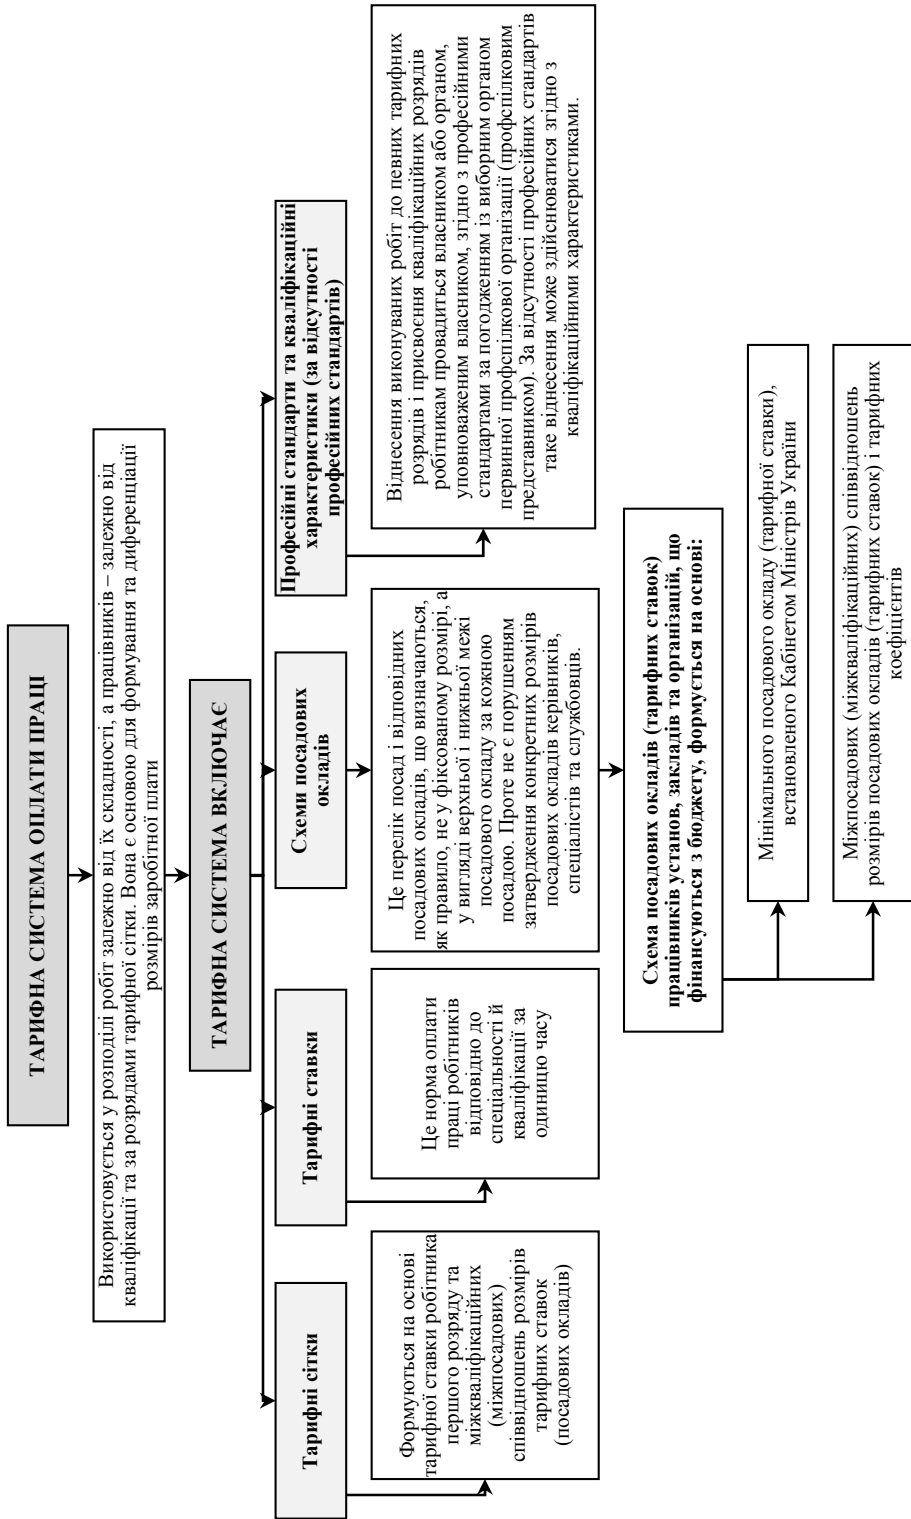 ТАРИФНА СИСТЕМА ОПЛАТИ ПРАЦІ
Використовується у розподілі робіт залежно від їх складності, а працівників – залежно від
кваліфікації та за розрядами тарифної сітки. Вона є основою для формування та диференціації
розмірів заробітної плати
ТАРИФНА СИСТЕМА ВКЛЮЧАЄ
Тарифні сітки
Формуються на основі
тарифної ставки робітника
першого розряду та
міжкваліфікаційних
(міжпосадових)
співвідношень розмірів
тарифних ставок
(посадових окладів)
Тарифні ставки
Це норма оплати
праці робітників
відповідно до
спеціальності й
кваліфікації за
одиницю часу
Схеми посадових
окладів
Це перелік посад і відповідних
посадових окладів, що визначаються,
як правило, не у фіксованому розмірі, а
у вигляді верхньої і нижньої межі
посадового окладу за кожною
посадою. Проте не є порушенням
затвердження конкретних розмірів
посадових окладів керівників,
спеціалістів та службовців.
Схема посадових окладів (тарифних ставок)
працівників установ, закладів та організацій, що
фінансуються з бюджету, формується на основі:
Мінімального посадового окладу (тарифної ставки),
встановленого Кабінетом Міністрів України
Міжпосадових (міжкваліфікаційних) співвідношень
розмірів посадових окладів (тарифних ставок) і тарифних
коефіцієнтів
Професійні стандарти та кваліфікаційні
характеристики (за відсутності
професійних стандартів)
Віднесення виконуваних робіт до певних тарифних
розрядів і присвоєння кваліфікаційних розрядів
робітникам провадиться власником або органом,
уповноваженим власником, згідно з професійними
стандартами за погодженням із виборним органом
первинної профспілкової організації (профспілковим
представником). За відсутності професійних стандартів
таке віднесення може здійснюватися згідно з
кваліфікаційними характеристиками.